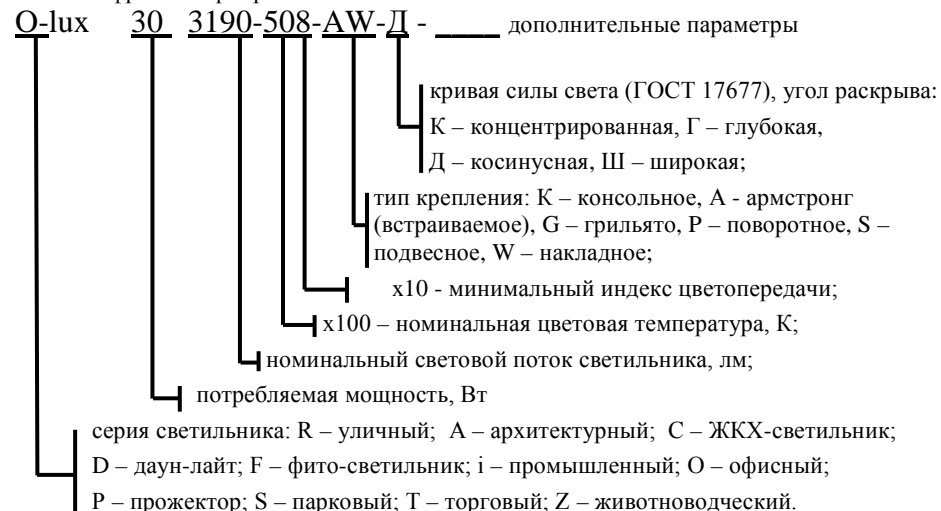 O-lux 30 3190-508-AW-Д - ____ дополнительные параметры
кривая силы света (ГОСТ 17677), угол раскрыва:
К – концентрированная, Г – глубокая,
Д – косинусная, Ш – широкая;
тип крепления: К – консольное, А - армстронг
(встраиваемое), G – грильято, P – поворотное, S –
подвесное, W – накладное;
х10 - минимальный индекс цветопередачи;
х100 – номинальная цветовая температура, К;
номинальный световой поток светильника, лм;
потребляемая мощность, Вт
серия светильника: R – уличный; A – архитектурный; C – ЖКХ-светильник;
D – даун-лайт; F – фито-светильник; i – промышленный; O – офисный;
P – прожектор; S – парковый; T – торговый; Z – животноводческий.